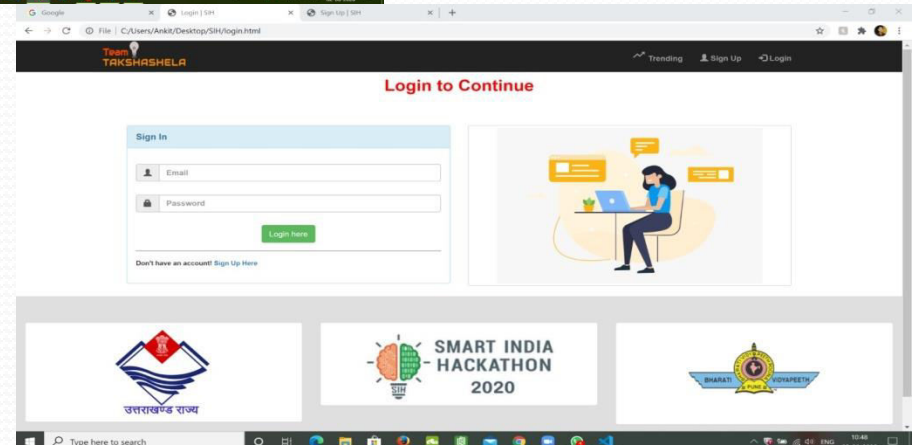 Google
Login | SIH
Sign Up | SIH
File | C:/Users/Ankit/Desktop/SIH/login.html
Team
TAKSHASHELA
Trending
Sign Up
Login
Login to Continue
Sign In
Email
Password
Login here
Don't have an account! Sign Up Here
उत्तराखण्ड राज्य
SIH
SMART INDIA
HACKATHON
2020
BHARATI
VIDYAPEETH
PUNE
Type here to search
ENG
10:46